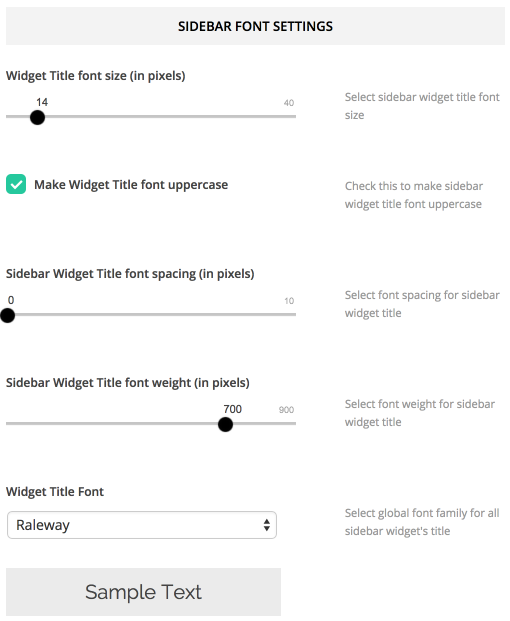 SIDEBAR FONT SETTINGS
Widget Title font size (in pixels)
14
40
Select sidebar widget title font
size
Make Widget Title font uppercase
Check this to make sidebar
widget title font uppercase
Sidebar Widget Title font spacing (in pixels)
0
10
Select font spacing for sidebar
widget title
Sidebar Widget Title font weight (in pixels)
700
900
Select font weight for sidebar
widget title
Widget Title Font
Raleway
Select global font family for all
sidebar widget's title
Sample Text